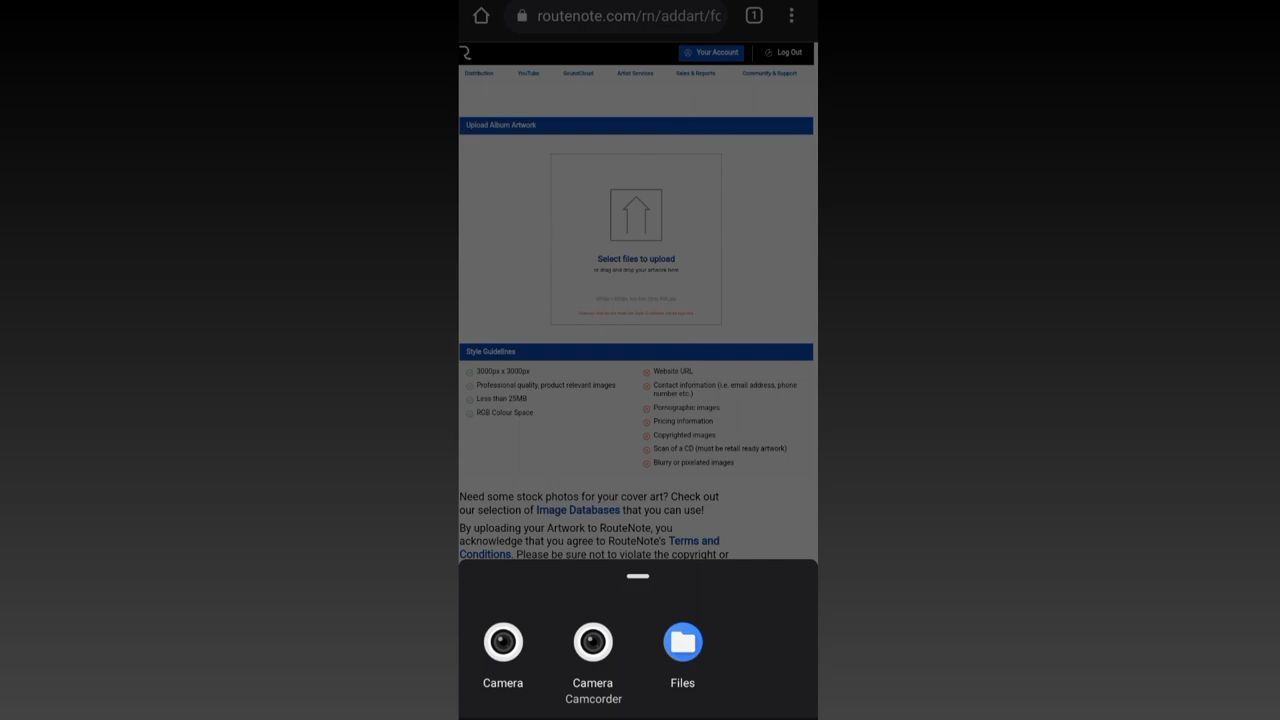 routenote.com/rn/addart/fc
1
Your Account
Log Out
Distribution
YouTube
SoundCloud
Artist Services
Sales & Reports
Community & Support
Upload Album Artwork
Select files to upload
or drag and drop your artwork here
Style Guidelines
3000px x 3000px
Professional quality, product relevant images
Less than 25MB
RGB Colour Space
Website URL
Contact information (i.e. email address, phone
number etc.)
Pornographic images
Pricing information
Copyrighted images
Scan of a CD (must be retail ready artwork)
Blurry or pixelated images
Need some stock photos for your cover art? Check out
our selection of Image Databases that you can use!
By uploading your Artwork to RouteNote, you
acknowledge that you agree to RouteNote's Terms and
Conditions. Please be sure not to violate the copyright or
Camera
Camera
Camcorder
Files